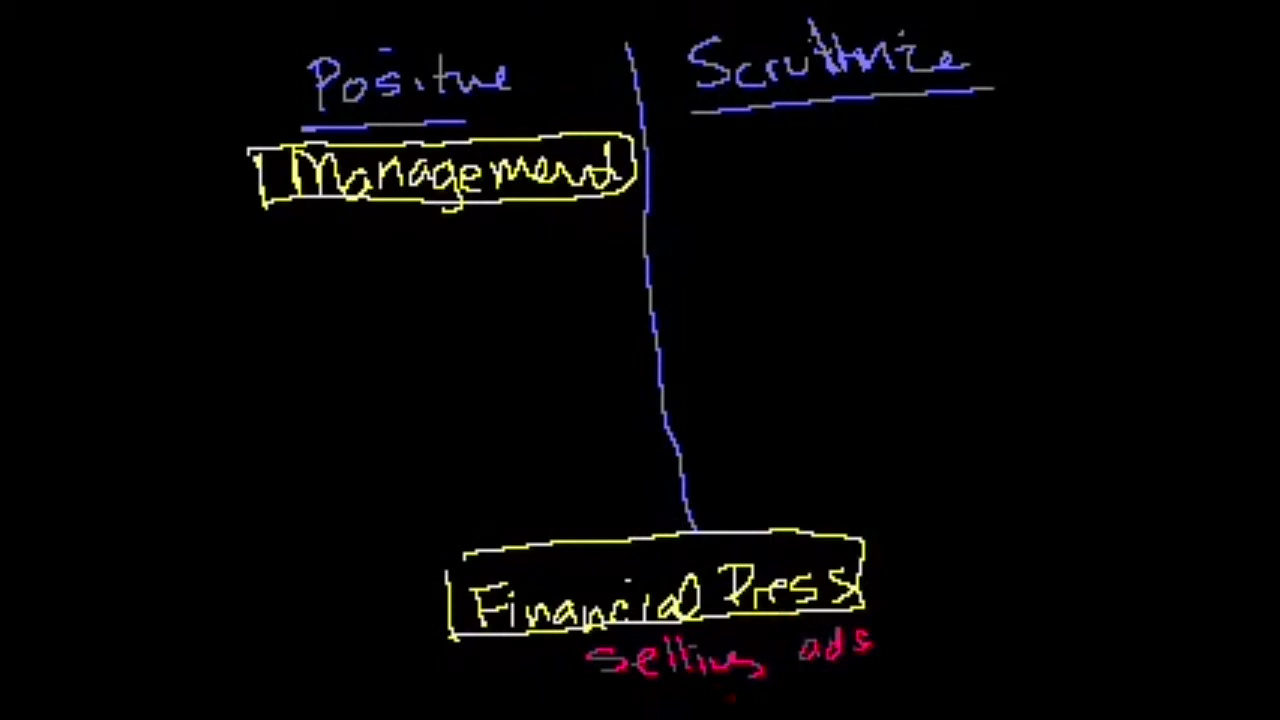 Positive
Scrutinize
Management
Financial Press
selling ads